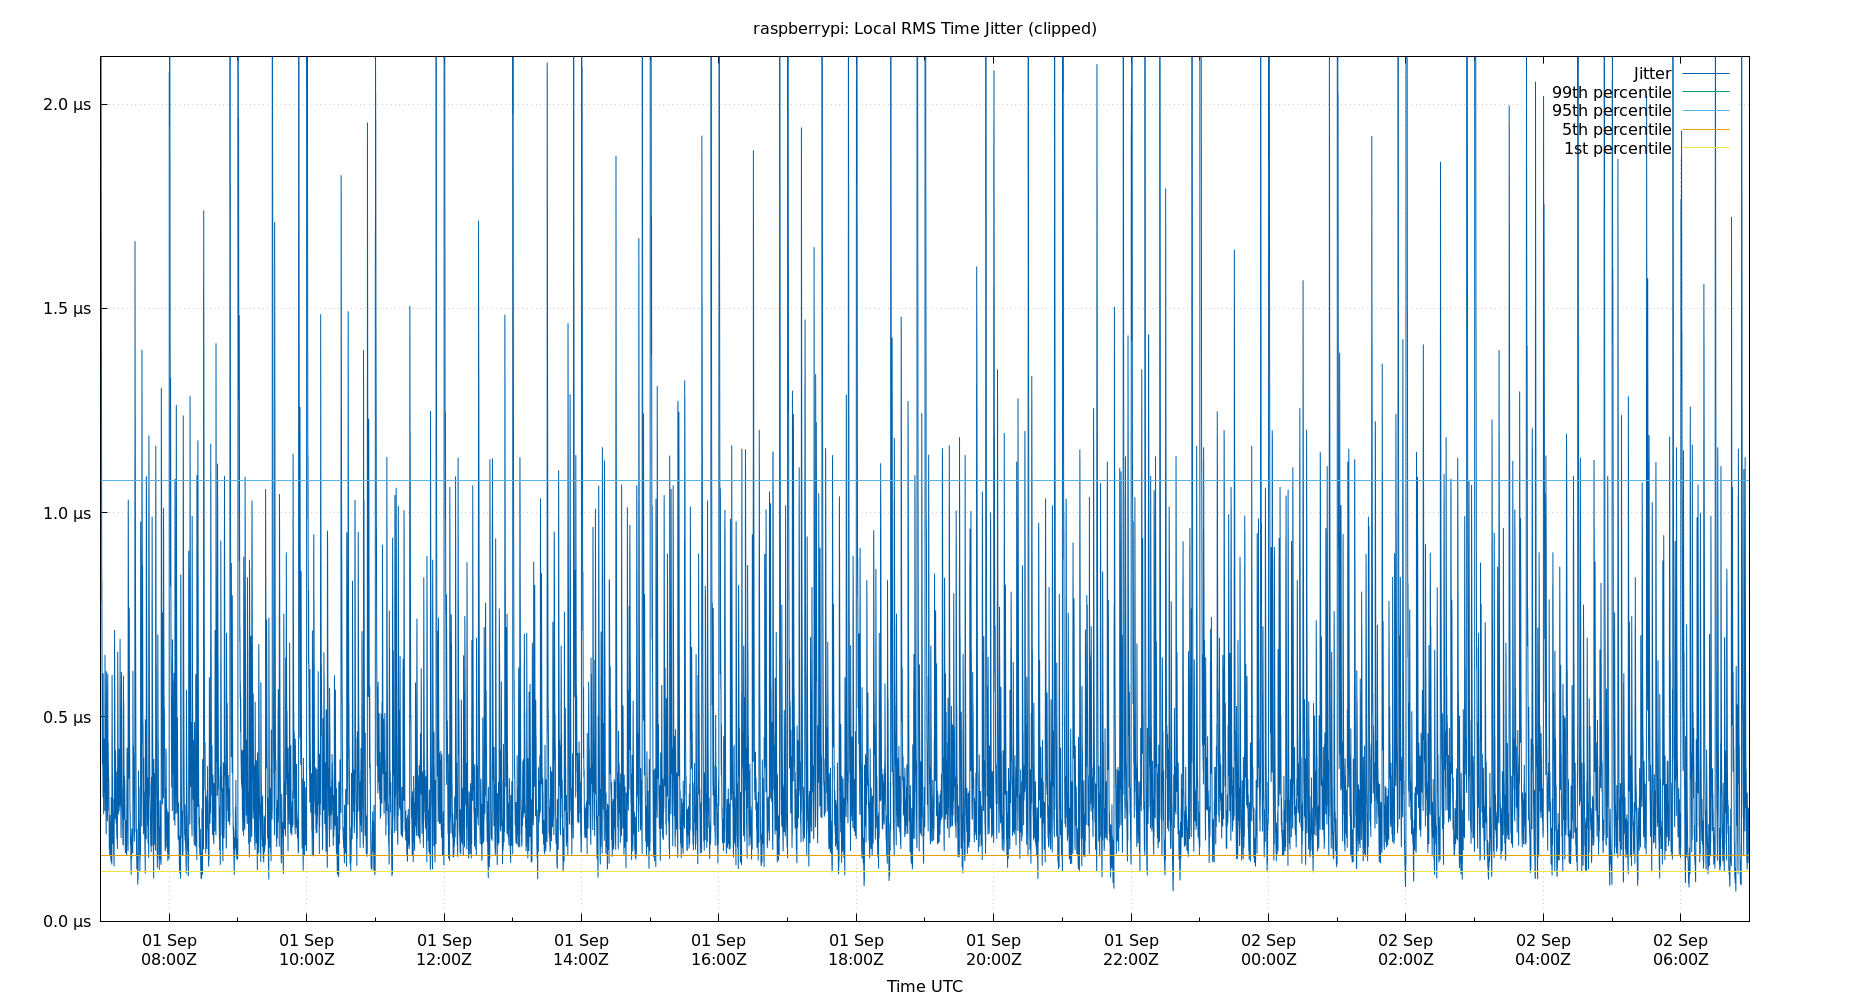 raspberrypi: Local RMS Time Jitter (clipped)
Jitter
99th percentile
95th percentile
5th percentile
1st percentile
2.0 µs
1.5 µs
1.0 µs
0.5 µs
0.0 µs
01 Sep 01 Sep 01 Sep 01 Sep 01 Sep 01 Sep 01 Sep 01 Sep 02 Sep 02 Sep 02 Sep 02 Sep
08:00Z 10:00Z 12:00Z 14:00Z 16:00Z 18:00Z 20:00Z 22:00Z 00:00Z 02:00Z 04:00Z 06:00Z
Time UTC